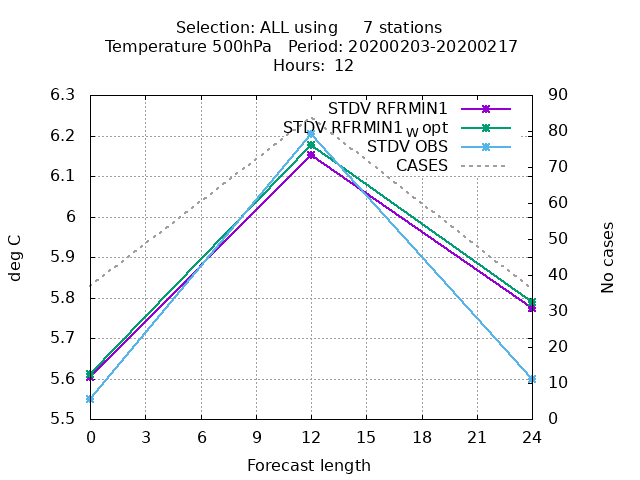 Selection: ALL using 7 stations
Temperature 500hPa Period: 20200203-20200217
Hours: 12
STDV RFRMIN1
STDV RFRMIN1w opt
STDV OBS
CASES
deg C
6.3
6.2
6.1
6
5.9
5.8
5.7
5.6
5.5
90
80
70
60
50
40
30
20
10
0
No cases
0 3 6 9 12 15 18 21 24
Forecast length